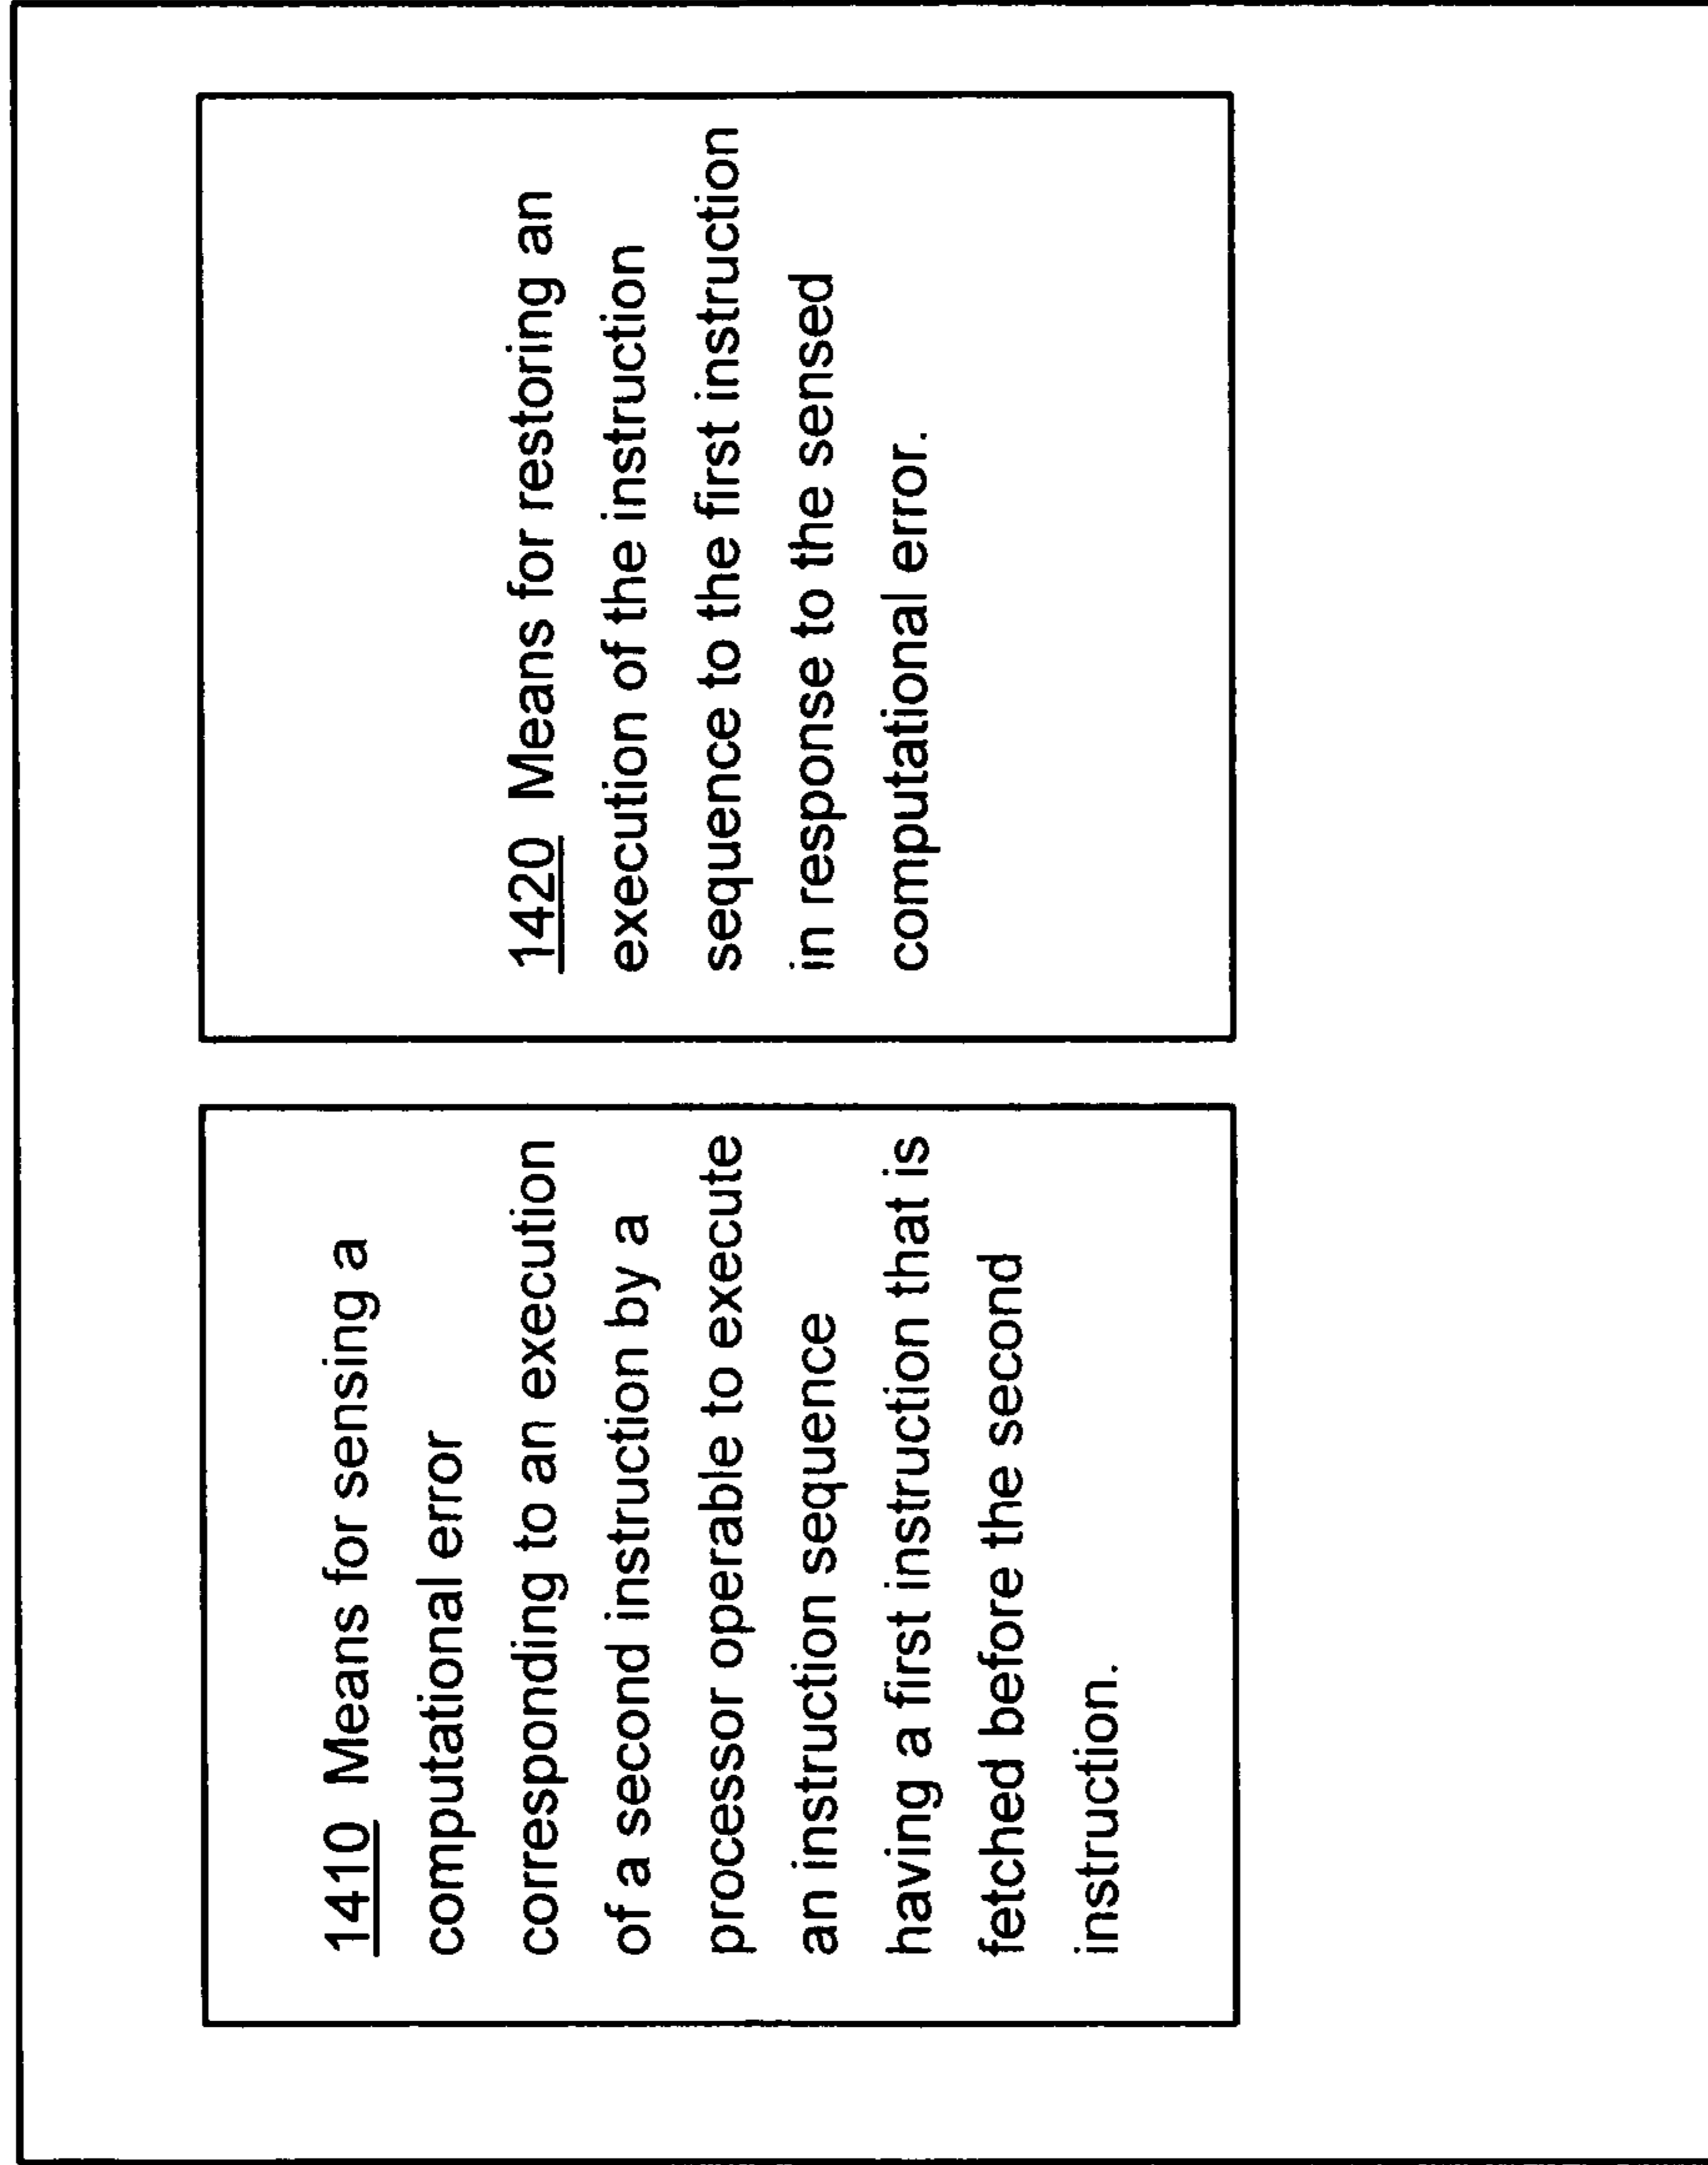 1410 Means for sensing a
computational error
corresponding to an execution
of a second instruction by a
processor operable to execute
an instruction sequence
having a first instruction that is
fetched before the second
instruction.
1420 Means for restoring an
execution of the instruction
sequence to the first instruction
in response to the sensed
computational error.